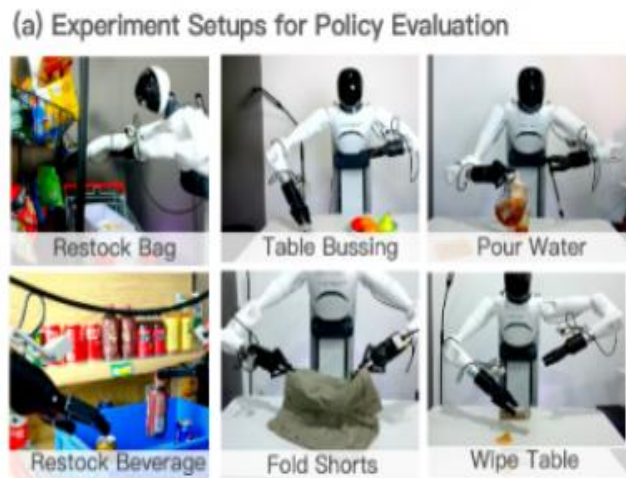 (a) Experiment Setups for Policy Evaluation
Restock Bag
Table Bussing
Pour Water
Restock Beverage
Fold Shorts
Wipe Table